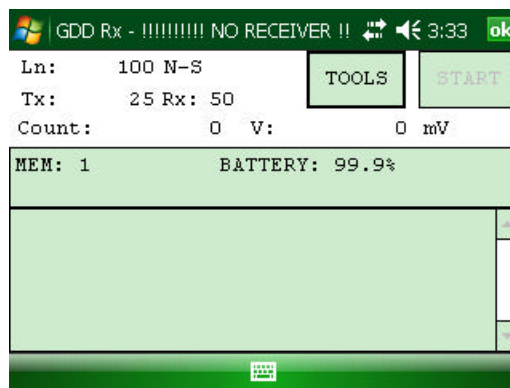 GDD Rx - !!!!!!!!!! NO RECEIVER !! 3:33 ok
Ln: 100 N-S
TOOLS START
Tx: 25 Rx: 50
Count: 0 V: 0 mV
MEM: 1 BATTERY: 99.9%